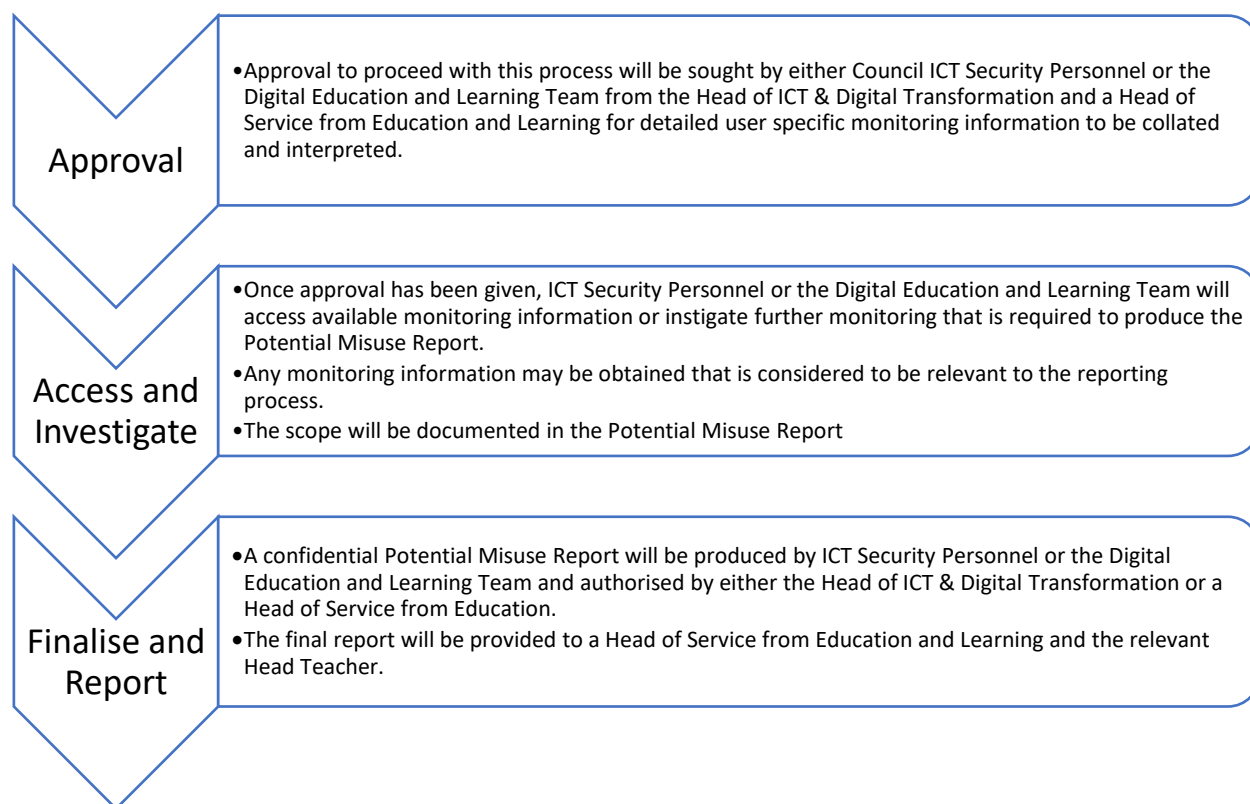 Approval
•Approval to proceed with this process will be sought by either Council ICT Security Personnel or the
Digital Education and Learning Team from the Head of ICT & Digital Transformation and a Head of
Service from Education and Learning for detailed user specific monitoring information to be collated
and interpreted.
Access and
Investigate
•Once approval has been given, ICT Security Personnel or the Digital Education and Learning Team will
access available monitoring information or instigate further monitoring that is required to produce the
Potential Misuse Report.
•Any monitoring information may be obtained that is considered to be relevant to the reporting
process.
•The scope will be documented in the Potential Misuse Report
Finalise and
Report
•A confidential Potential Misuse Report will be produced by ICT Security Personnel or the Digital
Education and Learning Team and authorised by either the Head of ICT & Digital Transformation or a
Head of Service from Education.
•The final report will be provided to a Head of Service from Education and Learning and the relevant
Head Teacher.